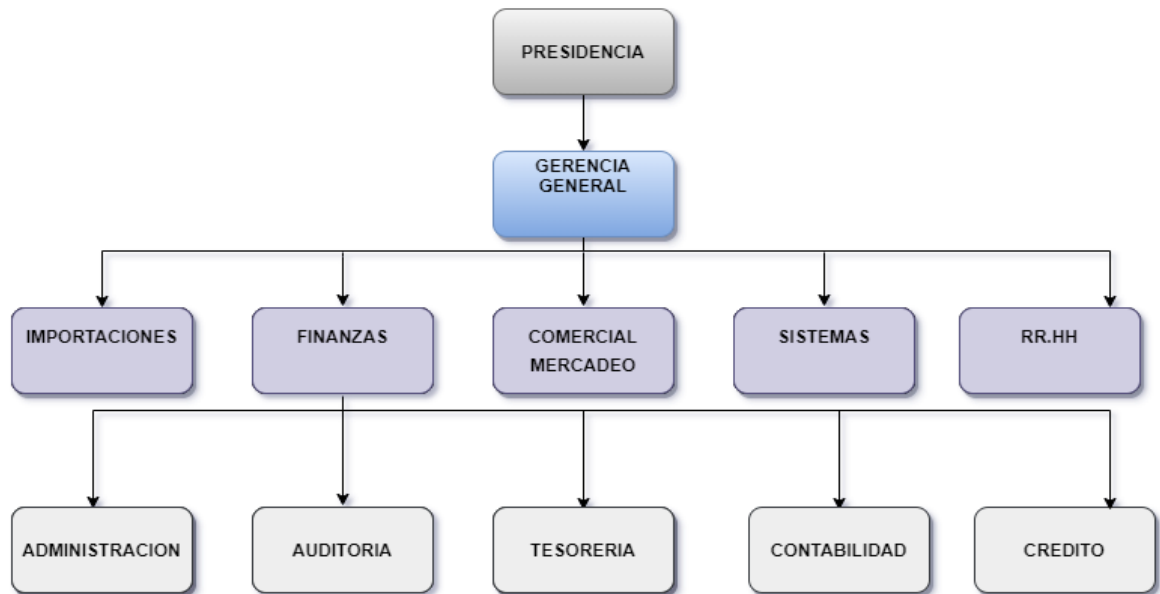 PRESIDENCIA
GERENCIA
GENERAL
IMPORTACIONES
FINANZAS
COMERCIAL
MERCADEO
SISTEMAS
RR.HH
ADMINISTRACION
AUDITORIA
TESORERIA
CONTABILIDAD
CREDITO